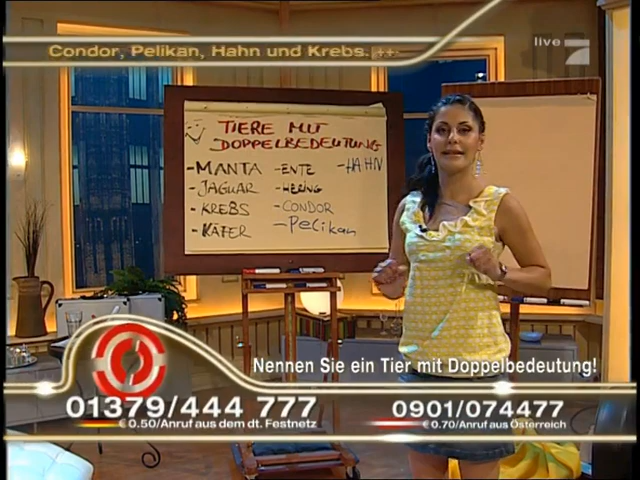 Condor, Pelikan, Hahn und Krebs. +++
live
TIERE MIT
DOPPELBEDEUTUNG
- MANTA - ENTE - HAHN
- JAGUAR - HERING
- KREBS - CONDOR
- KÄFER - PELiKan
Nennen Sie ein Tier mit Doppelbedeutung!
01379/444 777 0901/074477
€ 0.50/Anruf aus dem dt. Festnetz € 0.70/Anruf aus Österreich